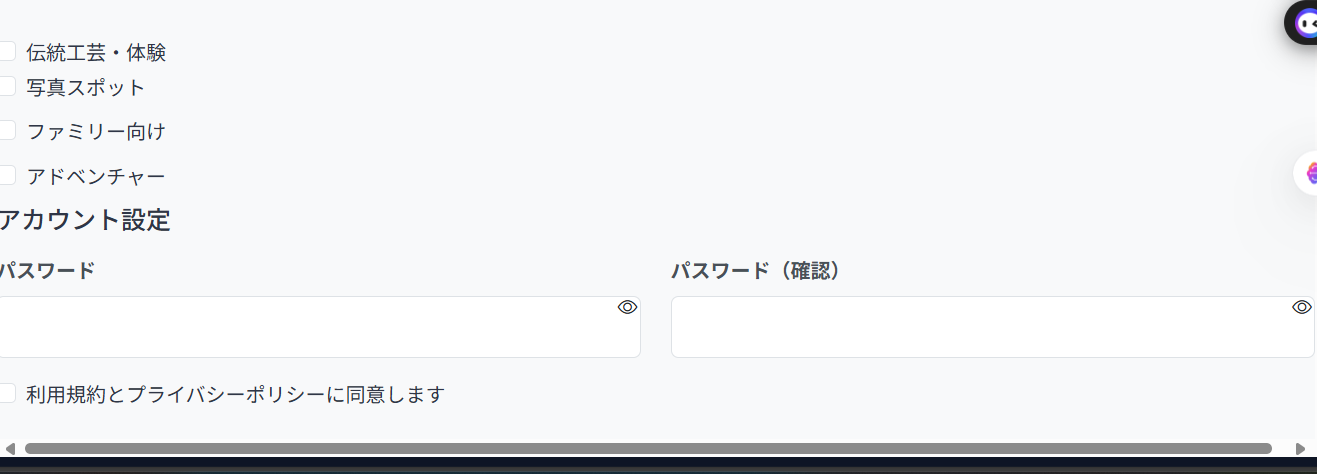 伝統工芸・体験
写真スポット
ファミリー向け
アドベンチャー
アカウント設定
パスワード
パスワード（確認）
利用規約とプライバシーポリシーに同意します